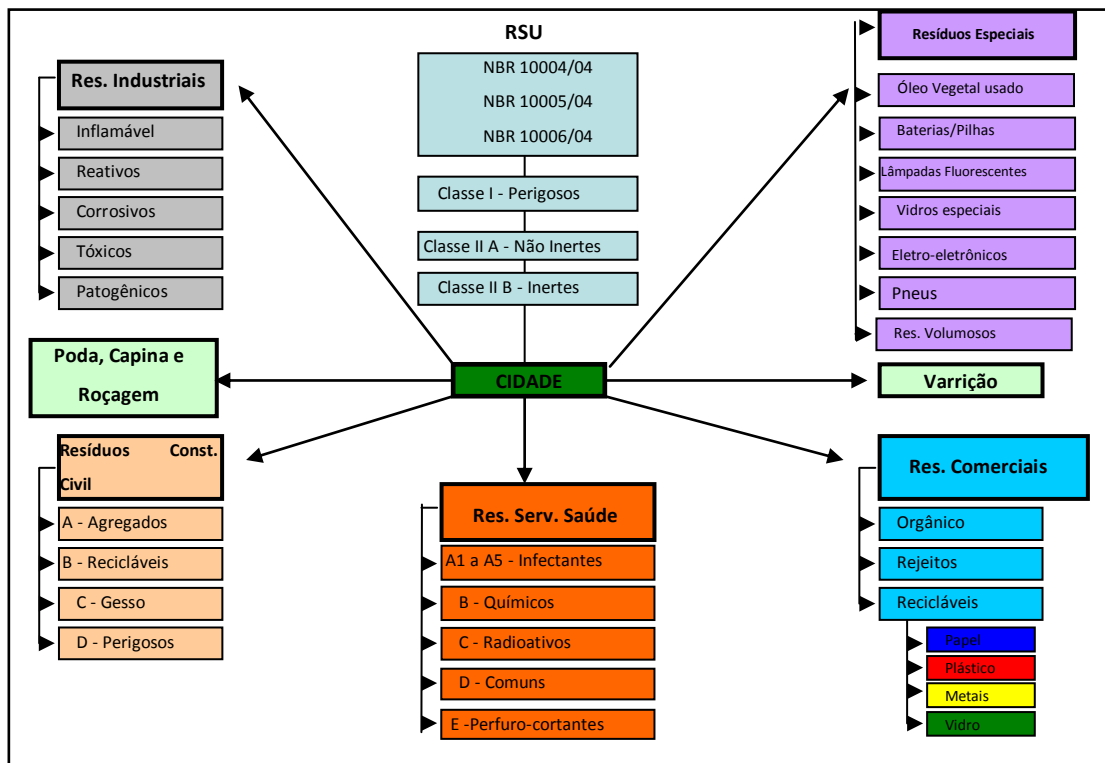 RSU
NBR 10004/04
NBR 10005/04
NBR 10006/04
Classe I - Perigosos
Classe II A - Não Inertes
Classe II B - Inertes
Res. Industriais
Inflamável
Reativos
Corrosivos
Tóxicos
Patogênicos
Resíduos Especiais
Óleo Vegetal usado
Baterias/Pilhas
Lâmpadas Fluorescentes
Vidros especiais
Eletro-eletrônicos
Pneus
Res. Volumosos
Poda, Capina e
Roçagem
CIDADE
Varrição
Resíduos Const.
Civil
A - Agregados
B - Recicláveis
C - Gesso
D - Perigosos
Res. Serv. Saúde
A1 a A5 - Infectantes
B - Químicos
C - Radioativos
D - Comuns
E -Perfuro-cortantes
Res. Comerciais
Orgânico
Rejeitos
Recicláveis
Papel
Plástico
Metais
Vidro